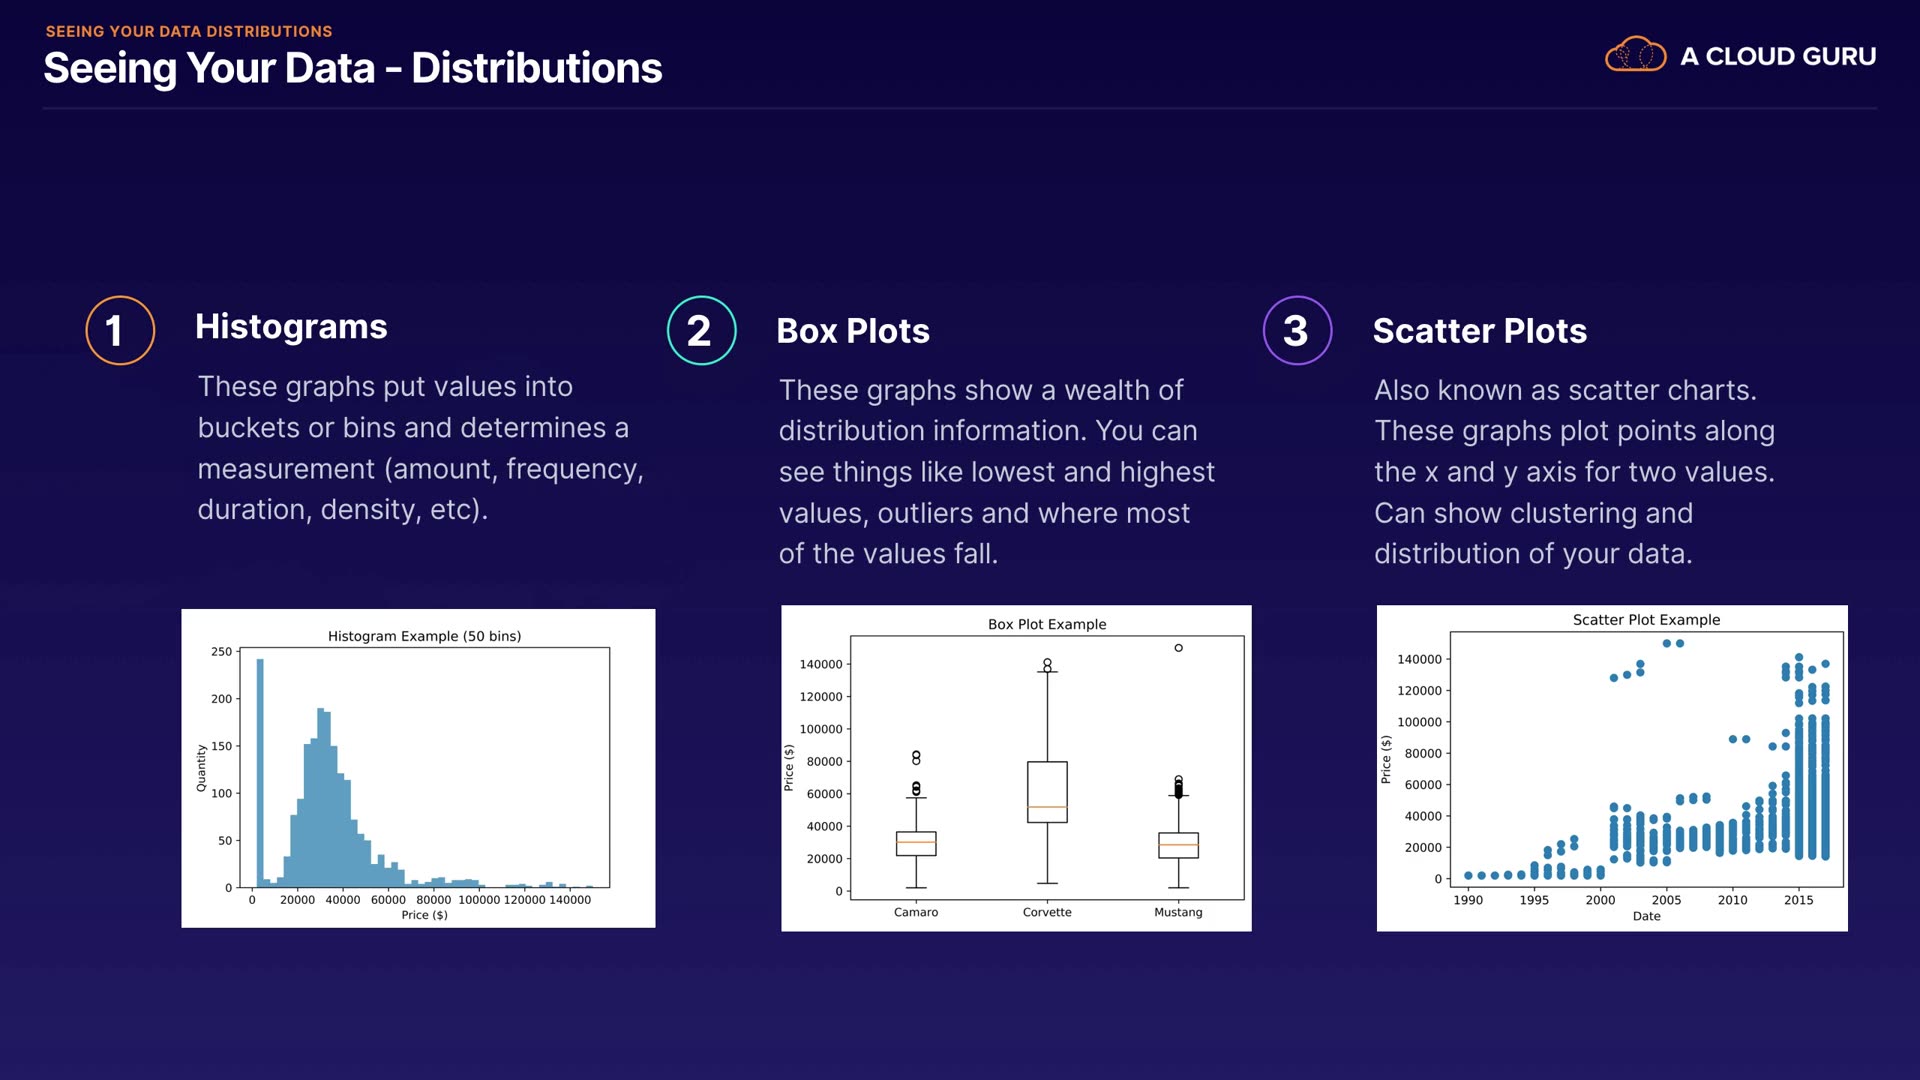 SEEING YOUR DATA DISTRIBUTIONS
Seeing Your Data - Distributions
A CLOUD GURU
1
Histograms
These graphs put values into
buckets or bins and determines a
measurement (amount, frequency,
duration, density, etc).
Histogram Example (50 bins)
250
200
150
100
50
0
Quantity
0 20000 40000 60000 80000 100000 120000 140000
Price ($)
2
Box Plots
These graphs show a wealth of
distribution information. You can
see things like lowest and highest
values, outliers and where most
of the values fall.
Box Plot Example
140000
120000
100000
80000
60000
40000
20000
0
Price ($)
Camaro Corvette Mustang
3
Scatter Plots
Also known as scatter charts.
These graphs plot points along
the x and y axis for two values.
Can show clustering and
distribution of your data.
Scatter Plot Example
140000
120000
100000
80000
60000
40000
20000
0
Price ($)
1990 1995 2000 2005 2010 2015
Date